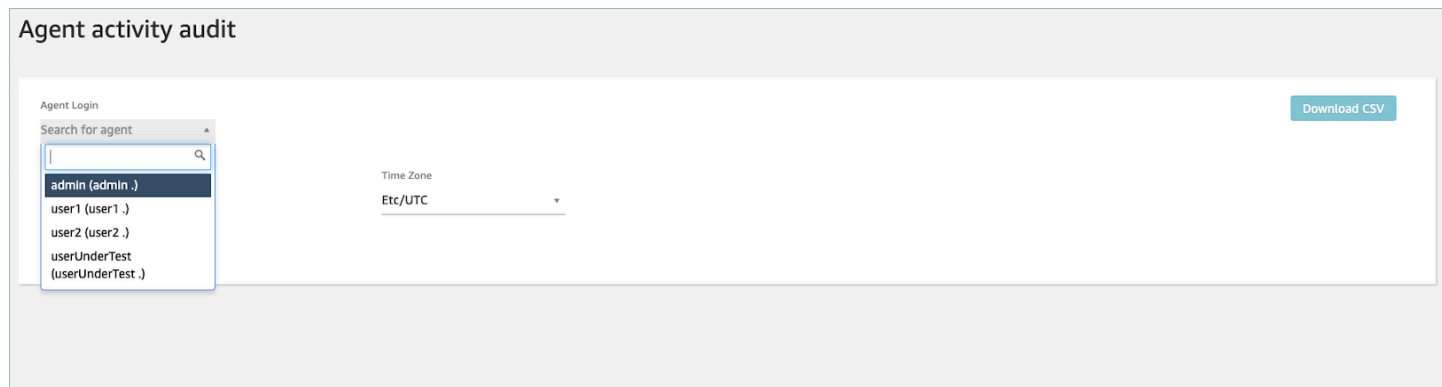 Agent activity audit
Agent Login
Download CSV
Search for agent
admin (admin .)
user1 (user1 .)
user2 (user2 .)
userUnderTest
(userUnderTest .)
Time Zone
Etc/UTC